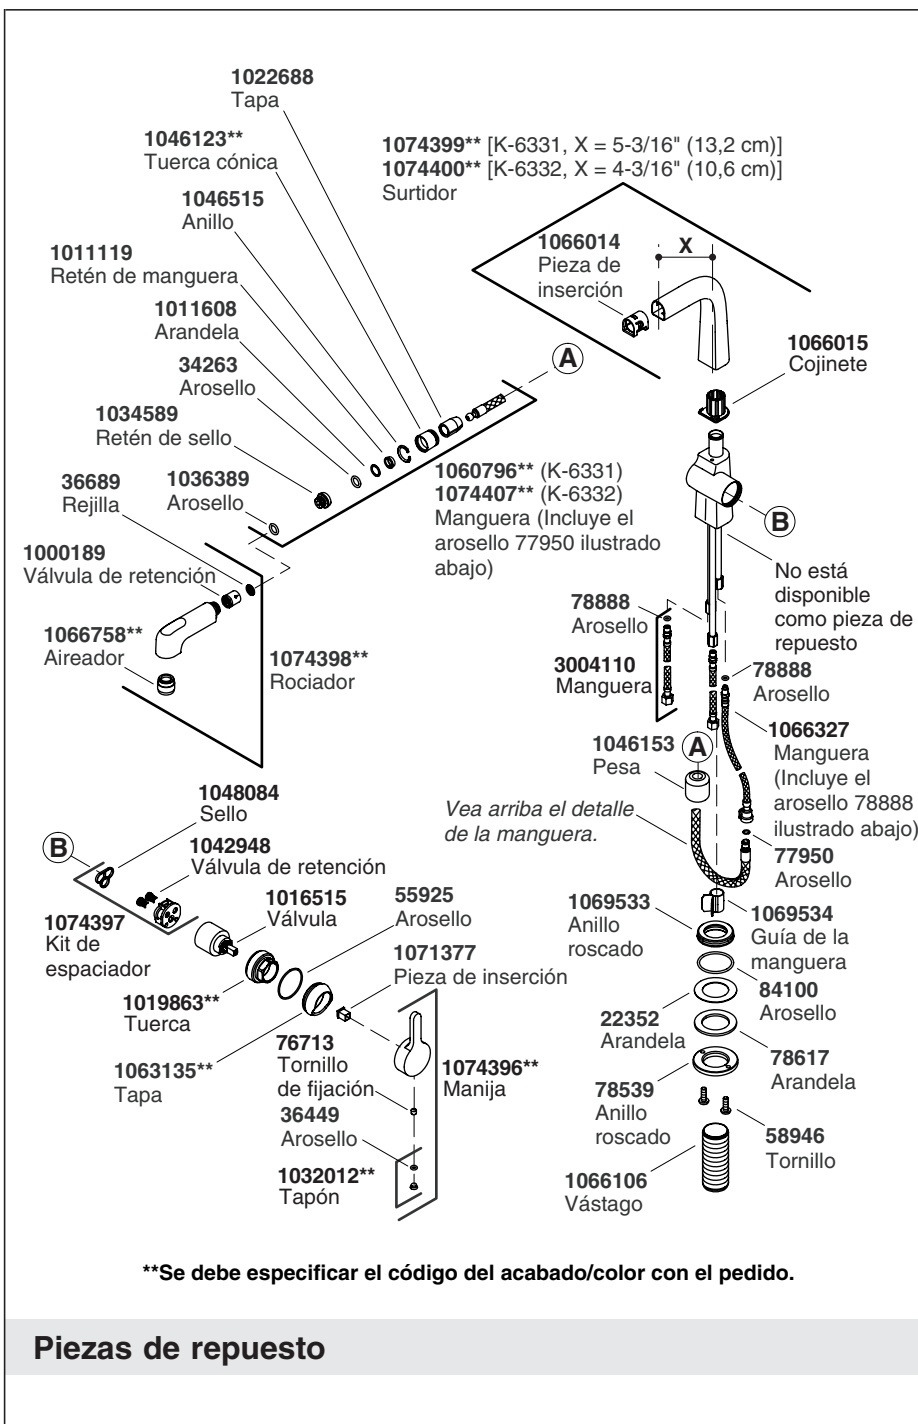 1022688
Tapa
1046123**
Tuerca cónica
1074399** [K-6331, X = 5-3/16" (13,2 cm)]
1074400** [K-6332, X = 4-3/16" (10,6 cm)]
Surtidor
1046515
Anillo
1066014
Pieza de
inserción
X
1011119
Retén de manguera
1011608
Arandela
1066015
Cojinete
34263
Arosello
A
1034589
Retén de sello
36689
Rejilla
1036389
Arosello
1060796** (K-6331)
1074407** (K-6332)
Manguera (Incluye el
arosello 77950 ilustrado
abajo)
B
1000189
Válvula de retención
No está
disponible
como pieza de
repuesto
78888
Arosello
1066758**
Aireador
1074398**
Rociador
3004110
Manguera
78888
Arosello
1066327
Manguera
(Incluye el
arosello 78888
ilustrado abajo)
1046153
Pesa
A
1048084
Sello
Vea arriba el detalle
de la manguera.
B
1042948
Válvula de retención
77950
Arosello
1016515
Válvula
55925
Arosello
1069533
Anillo
roscado
1069534
Guía de la
manguera
1074397
Kit de
espaciador
1071377
Pieza de inserción
84100
Arosello
1019863**
Tuerca
22352
Arandela
76713
Tornillo
de fijación
1074396**
Manija
78617
Arandela
1063135**
Tapa
78539
Anillo
roscado
36449
Arosello
58946
Tornillo
1032012**
Tapón
1066106
Vástago
**Se debe especificar el código del acabado/color con el pedido.
Piezas de repuesto